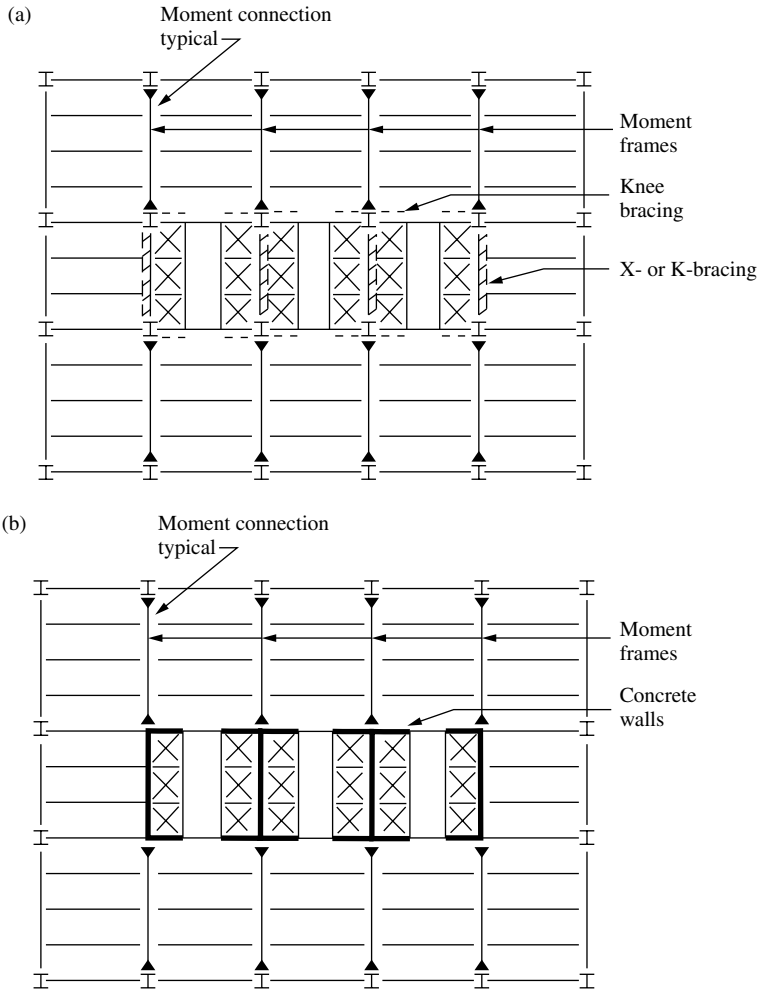 (a)
Moment connection
typical
Moment
frames
Knee
bracing
X- or K-bracing
(b)
Moment connection
typical
Moment
frames
Concrete
walls